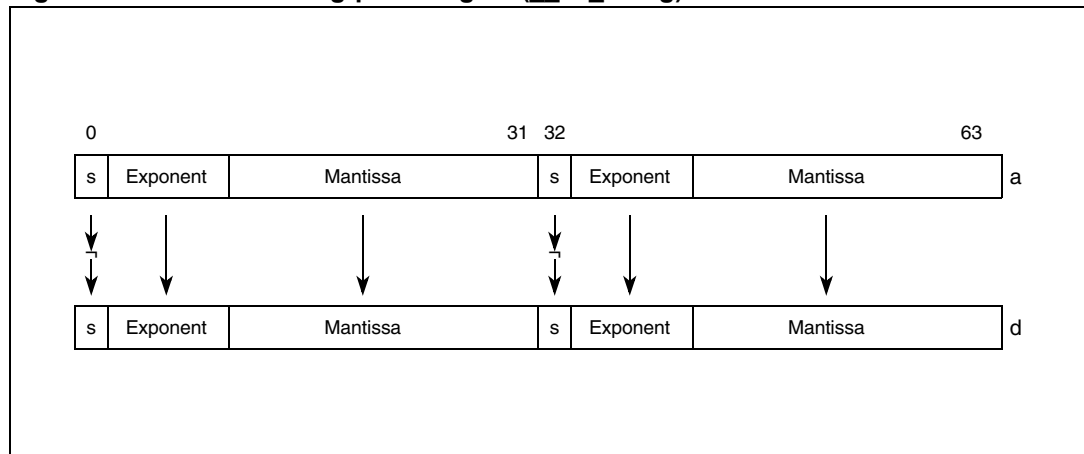 0 31 32 63
s Exponent Mantissa s Exponent Mantissa a
¬ ¬
s Exponent Mantissa s Exponent Mantissa d